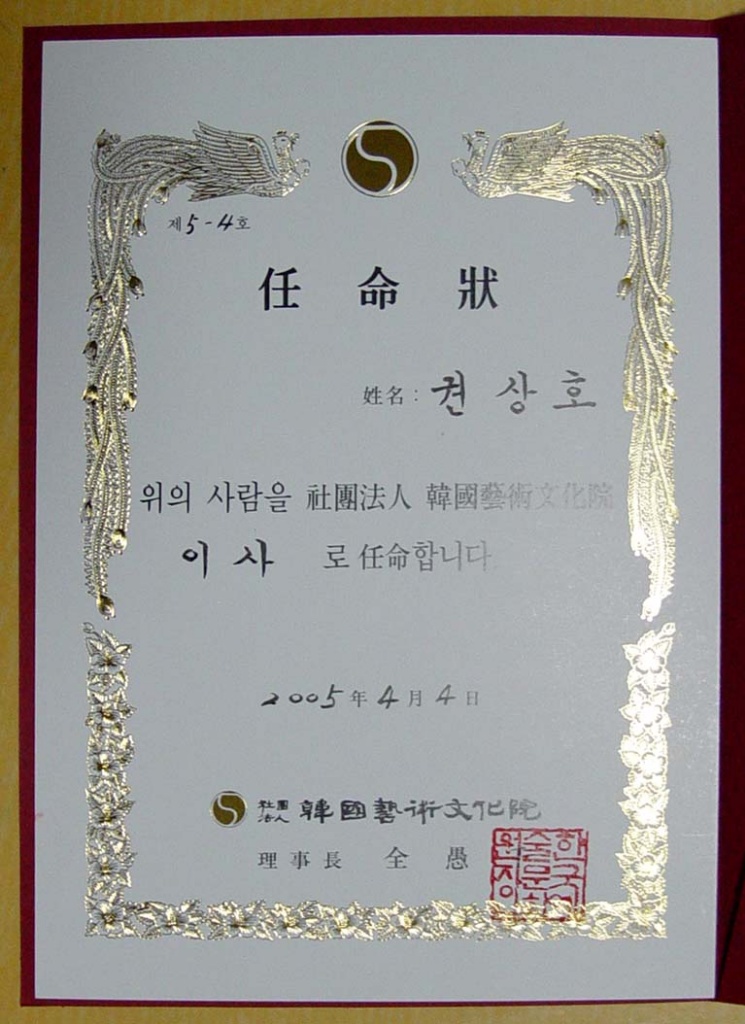 제 5-4 호
任命狀
姓名: 권상호
위의 사람을 社團法人 韓國藝術文化院
이사 로 任命합니다
2005年 4月 4日
社團法人 韓國藝術文化院
理事長 全愚